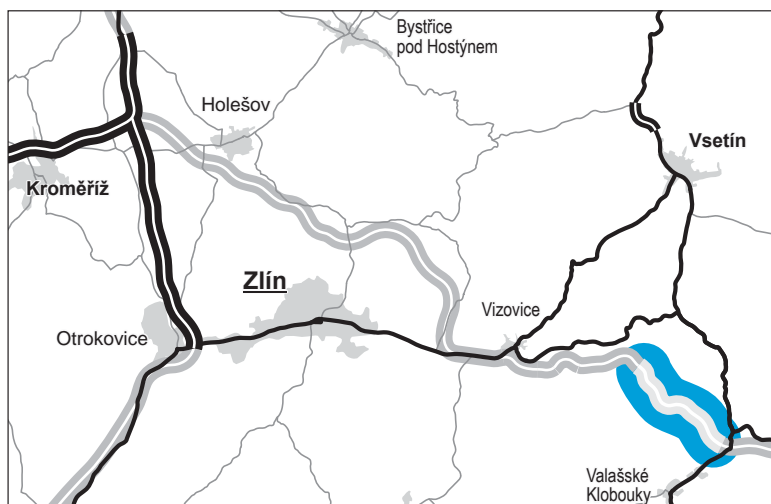 Bystřice
pod Hostýnem
Holešov
Vsetín
Kroměříž
Zlín
Vizovice
Otrokovice
Valašské
Klobouky